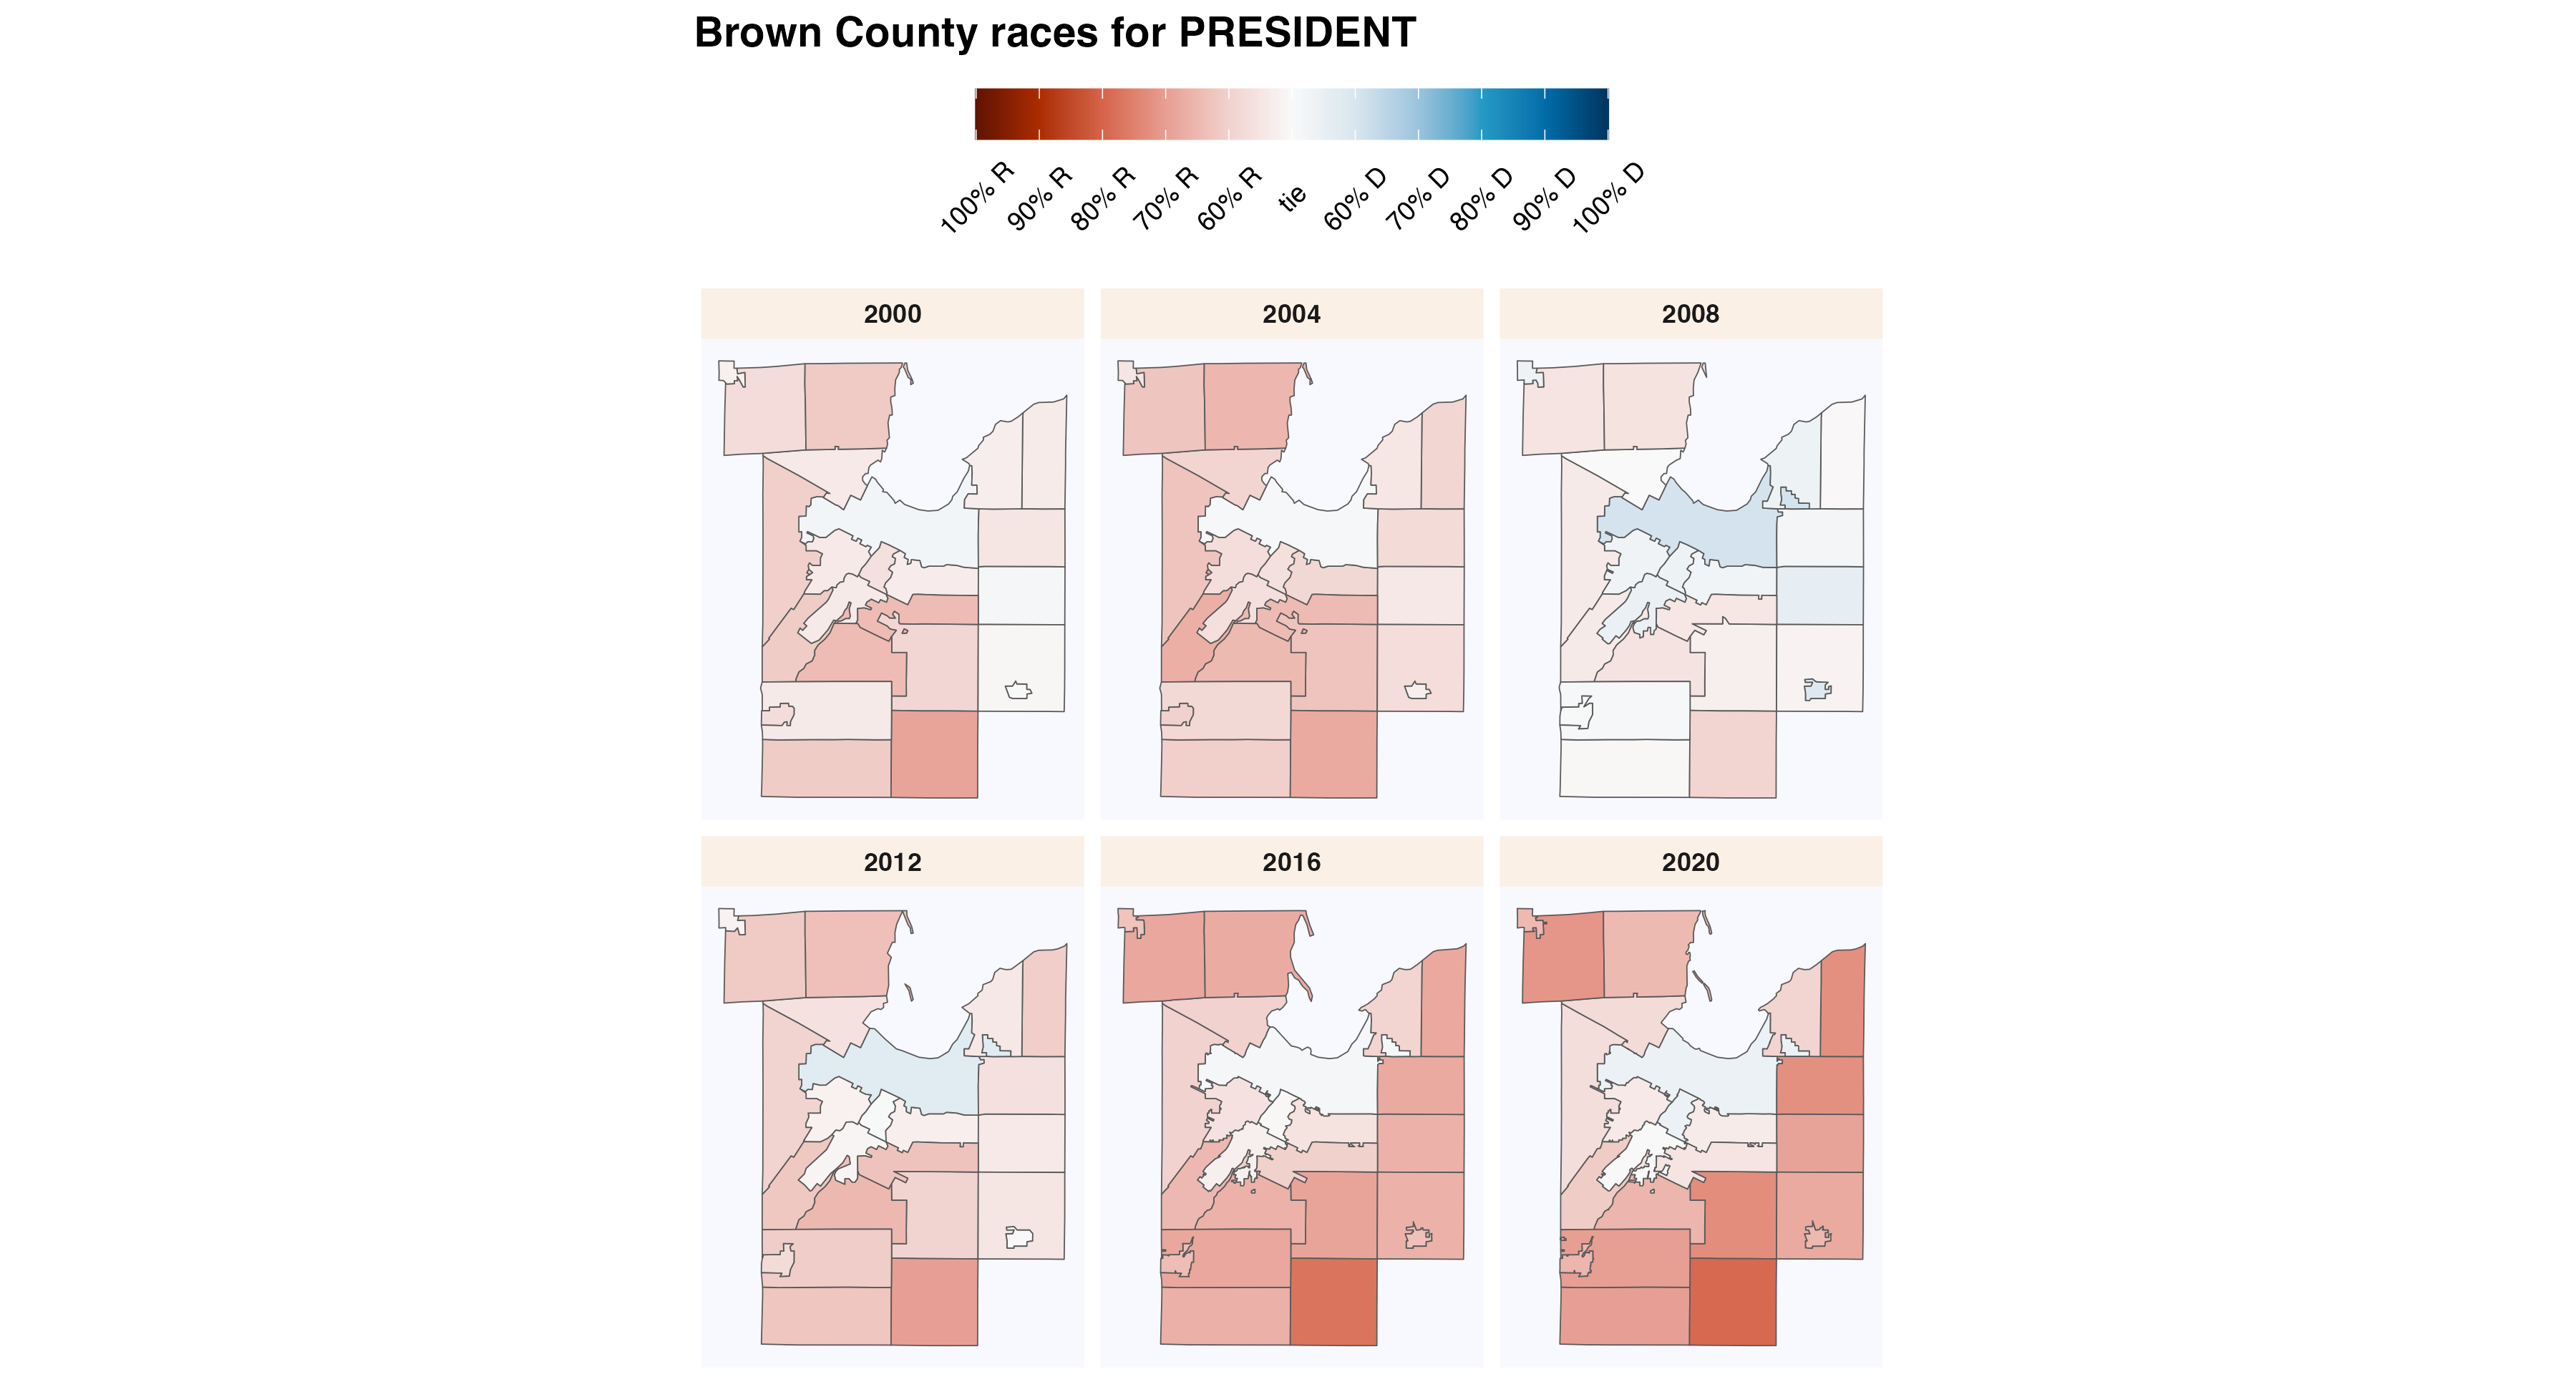 Brown County races for PRESIDENT
100% R
90% R
80% R
70% R
60% R
tie
60% D
70% D
80% D
90% D
100% D
2000
2004
2008
2012
2016
2020